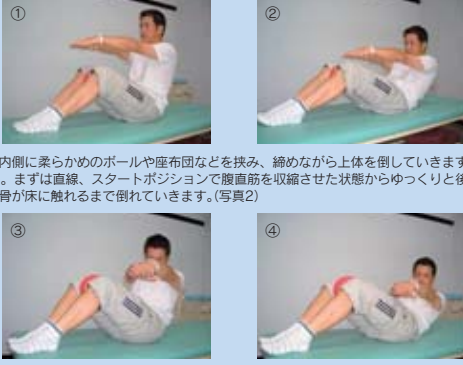 ① ②
内側に柔らかめのボールや座布団などを挟み、締めながら上体を倒していきます
。まずは直線、スタートポジションで腹直筋を収縮させた状態からゆっくりと後
骨が床に触れるまで倒れていきます。(写真2)
③ ④